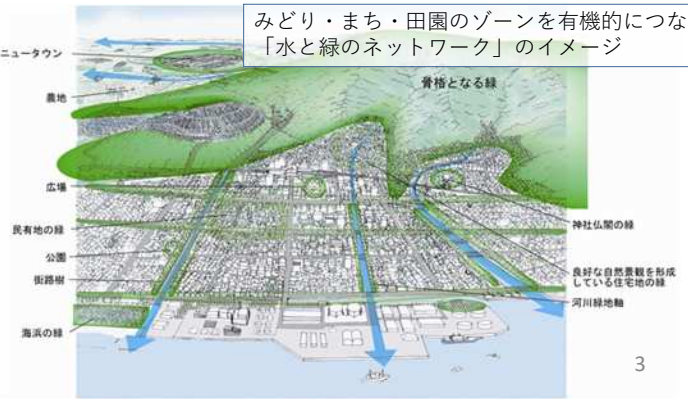 みどり・まち・田園のゾーンを有機的につな
「水と緑のネットワーク」のイメージ
ニュータウン
骨格となる緑
農地
広場
民有地の緑
公園
街路樹
海浜の緑
神社仏閣の緑
良好な自然景観を形成
している住宅地の緑
河川緑地軸
3